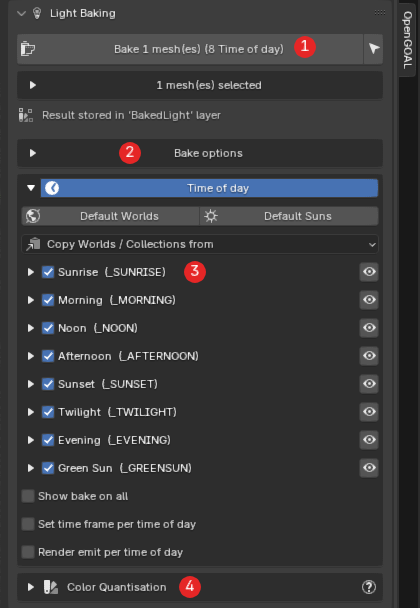 Light Baking
OpenGOAL
Bake 1 mesh(es) (8 Time of day) 1
1 mesh(es) selected
Result stored in 'BakedLight' layer
2 Bake options
Time of day
Default Worlds Default Suns
Copy Worlds / Collections from
Sunrise (_SUNRISE) 3
Morning (_MORNING)
Noon (_NOON)
Afternoon (_AFTERNOON)
Sunset (_SUNSET)
Twilight (_TWILIGHT)
Evening (_EVENING)
Green Sun (_GREENSUN)
Show bake on all
Set time frame per time of day
Render emit per time of day
Color Quantisation 4 ?